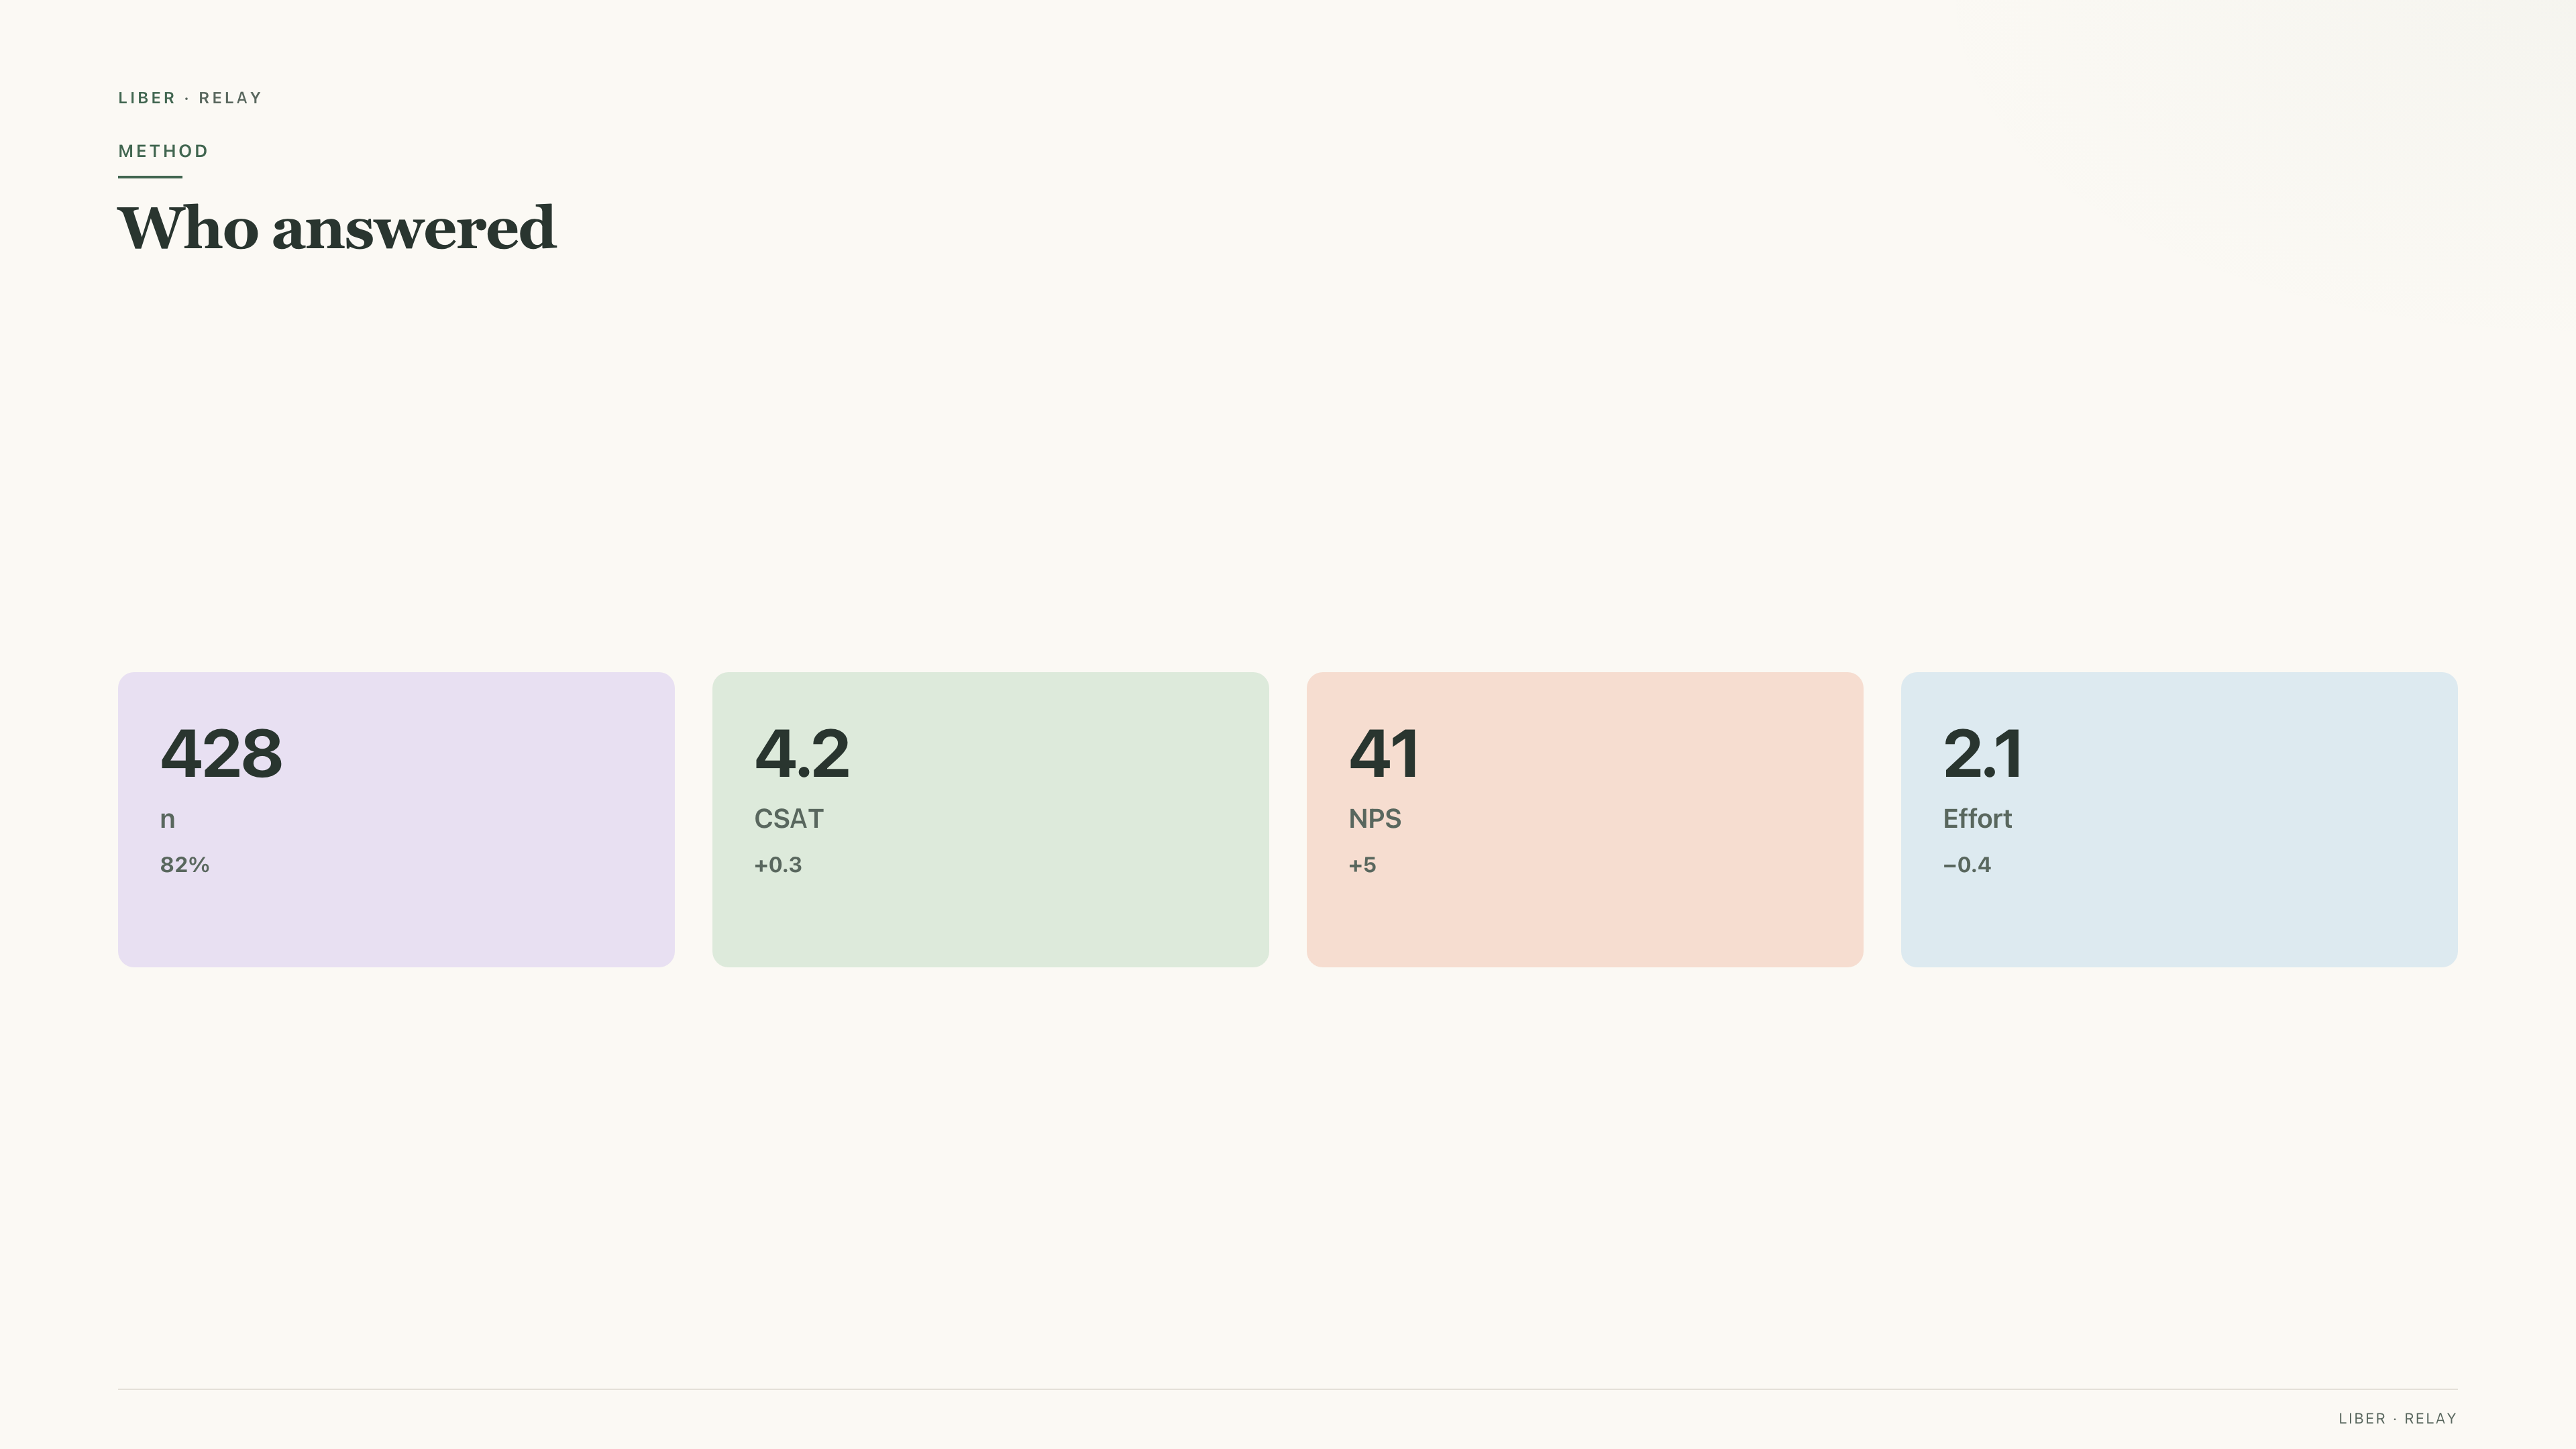 LIBER · RELAY
METHOD
Who answered
428
n
82%
4.2
CSAT
+0.3
41
NPS
+5
2.1
Effort
−0.4
LIBER · RELAY